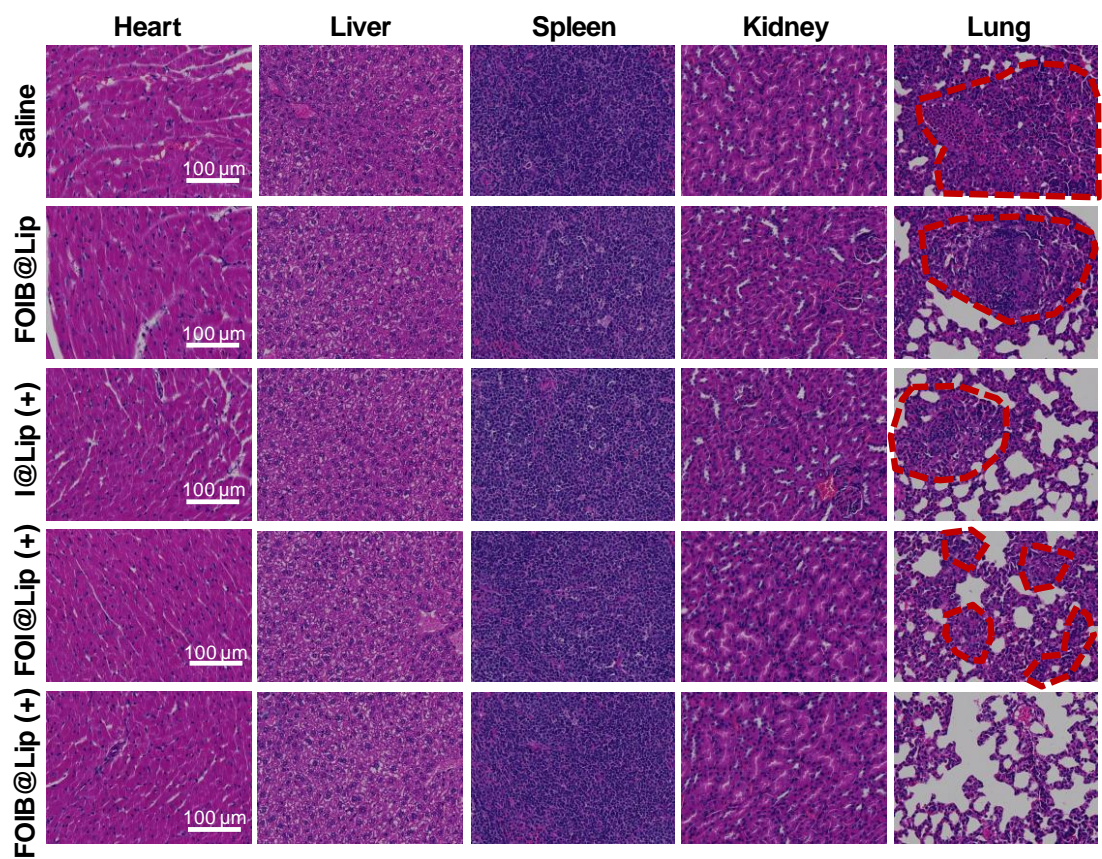 Heart Liver Spleen Kidney Lung
Saline
100 µm
FOIB@Lip
100 µm
I@Lip (+)
100 µm
FOI@Lip (+)
100 µm
FOIB@Lip (+)
100 µm